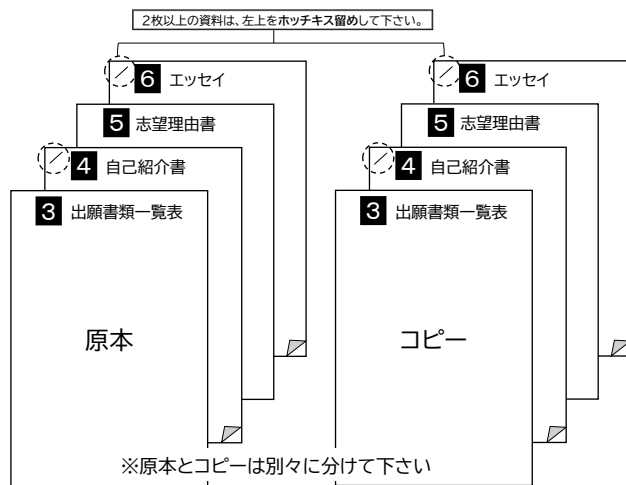 2枚以上の資料は、左上をホッチキス留めして下さい。
6 エッセイ
5 志望理由書
4 自己紹介書
3 出願書類一覧表
原本
6 エッセイ
5 志望理由書
4 自己紹介書
3 出願書類一覧表
コピー
※原本とコピーは別々に分けて下さい